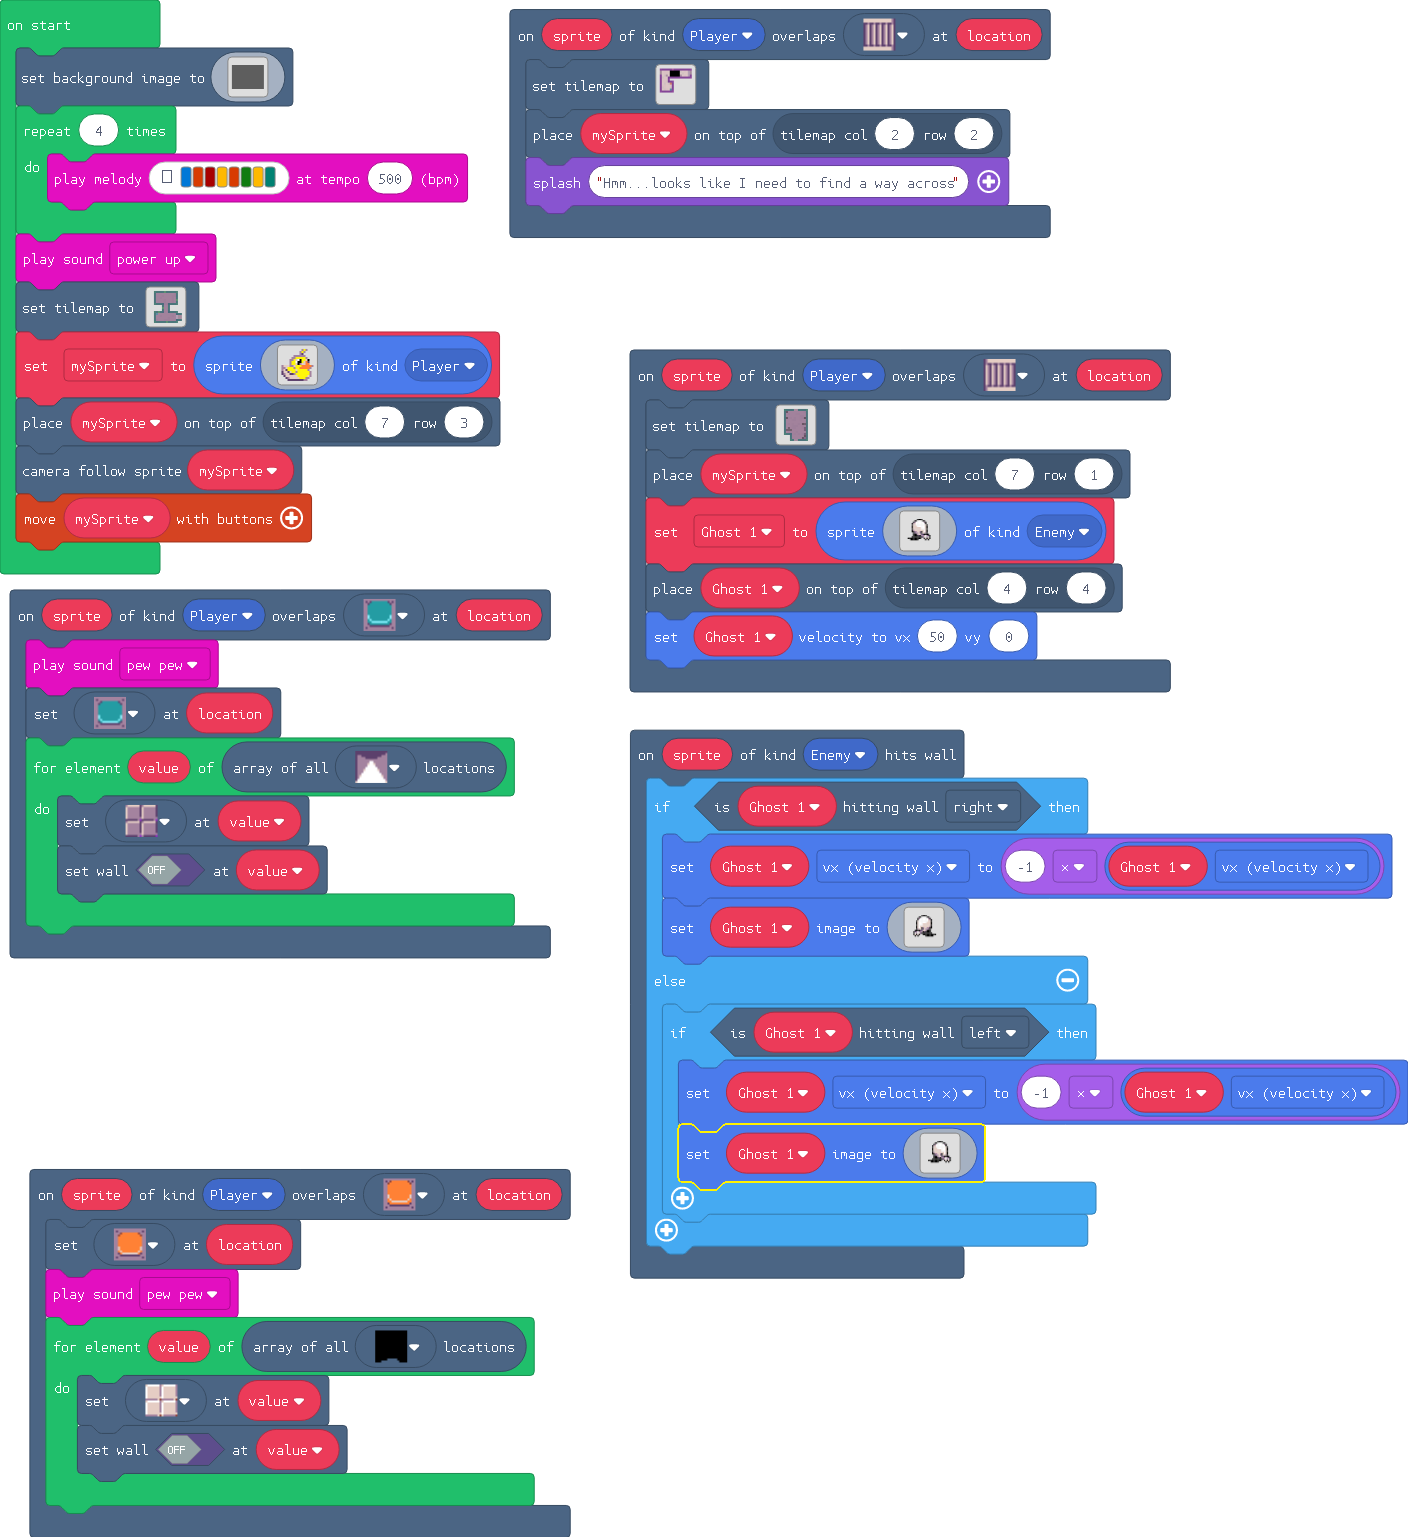 on start
set background image to
repeat 4 times
do
play melody at tempo 500 (bpm)
play sound power up
set tilemap to
set mySprite to sprite of kind Player
place mySprite on top of tilemap col 7 row 3
camera follow sprite mySprite
move mySprite with buttons
on sprite of kind Player overlaps at location
play sound pew pew
set at location
for element value of array of all locations
do
set at value
set wall OFF at value
on sprite of kind Player overlaps at location
set at location
play sound pew pew
for element value of array of all locations
do
set at value
set wall OFF at value
on sprite of kind Player overlaps at location
set tilemap to
place mySprite on top of tilemap col 2 row 2
splash "Hmm...looks like I need to find a way across"
on sprite of kind Player overlaps at location
set tilemap to
place mySprite on top of tilemap col 7 row 1
set Ghost 1 to sprite of kind Enemy
place Ghost 1 on top of tilemap col 4 row 4
set Ghost 1 velocity to vx 50 vy 0
on sprite of kind Enemy hits wall
if is Ghost 1 hitting wall right then
set Ghost 1 vx (velocity x) to -1 × Ghost 1 vx (velocity x)
set Ghost 1 image to
else
if is Ghost 1 hitting wall left then
set Ghost 1 vx (velocity x) to -1 × Ghost 1 vx (velocity x)
set Ghost 1 image to